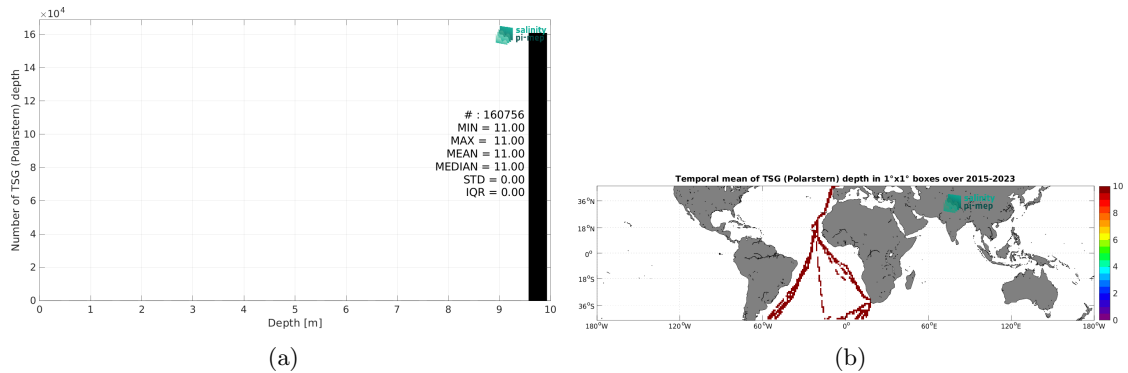 ×10⁴
16
14
12
10
8
6
4
2
0
Number of TSG (Polarstern) depth
salinity
pi-mep
# : 160756
MIN = 11.00
MAX = 11.00
MEAN = 11.00
MEDIAN = 11.00
STD = 0.00
IQR = 0.00
0 1 2 3 4 5 6 7 8 9 10
Depth [m]
(a)
Temporal mean of TSG (Polarstern) depth in 1°x1° boxes over 2015-2023
salinity
pi-mep
36°N
18°N
0°
18°S
36°S
180°W 120°W 60°W 0° 60°E 120°E 180°W
10
8
6
4
2
0
(b)